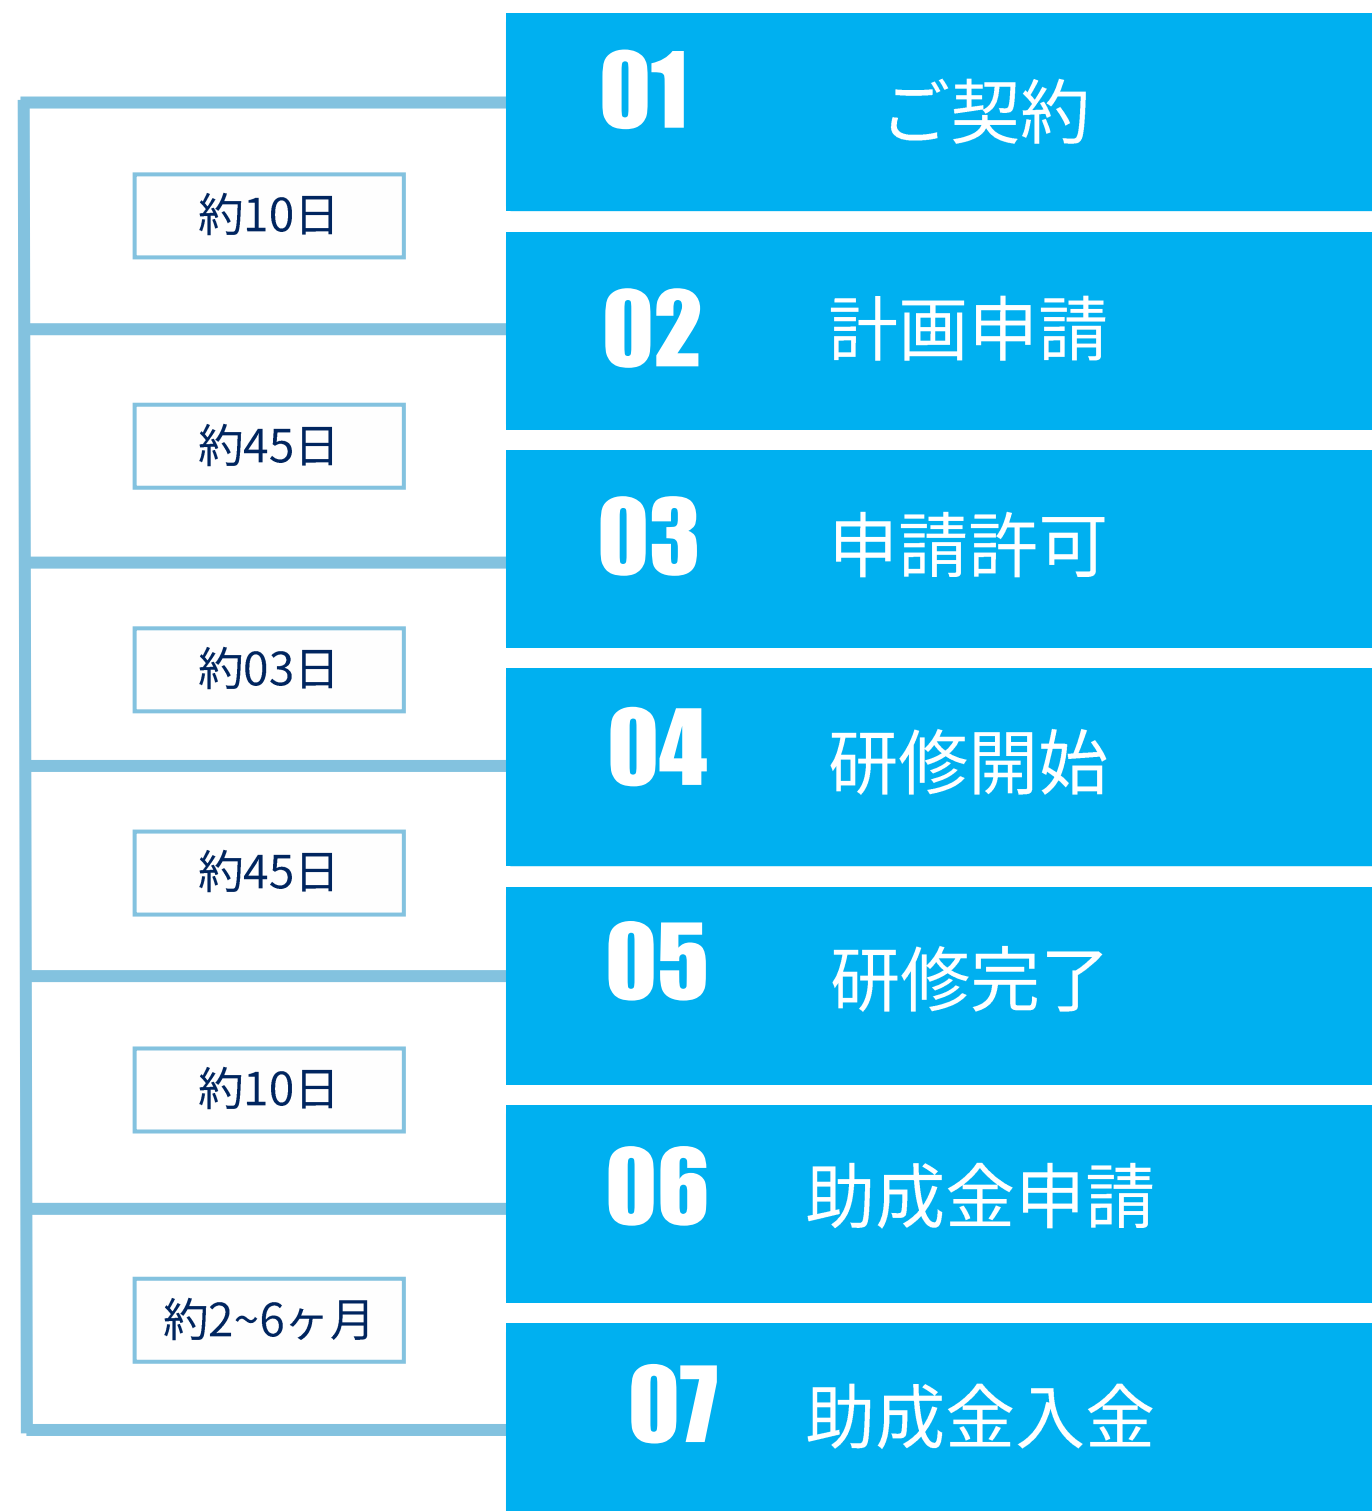 01 ご契約
約10日
02 計画申請
約45日
03 申請許可
約03日
04 研修開始
約45日
05 研修完了
約10日
06 助成金申請
約2~6ヶ月
07 助成金入金